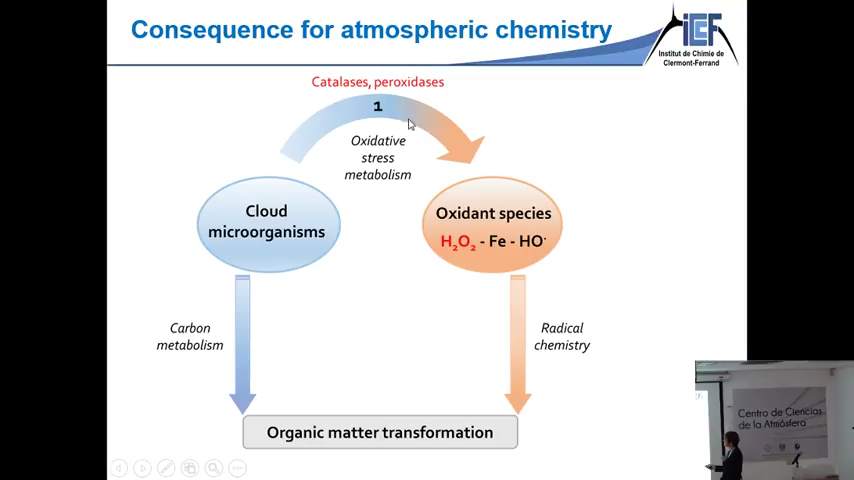 Consequence for atmospheric chemistry
iCCF
Institut de Chimie de
Clermont-Ferrand
Catalases, peroxidases
1
Oxidative
stress
metabolism
Cloud
microorganisms
Oxidant species
H₂O₂ - Fe - HO·
Carbon
metabolism
Radical
chemistry
Organic matter transformation
Centro de Ciencias
de la Atmósfera